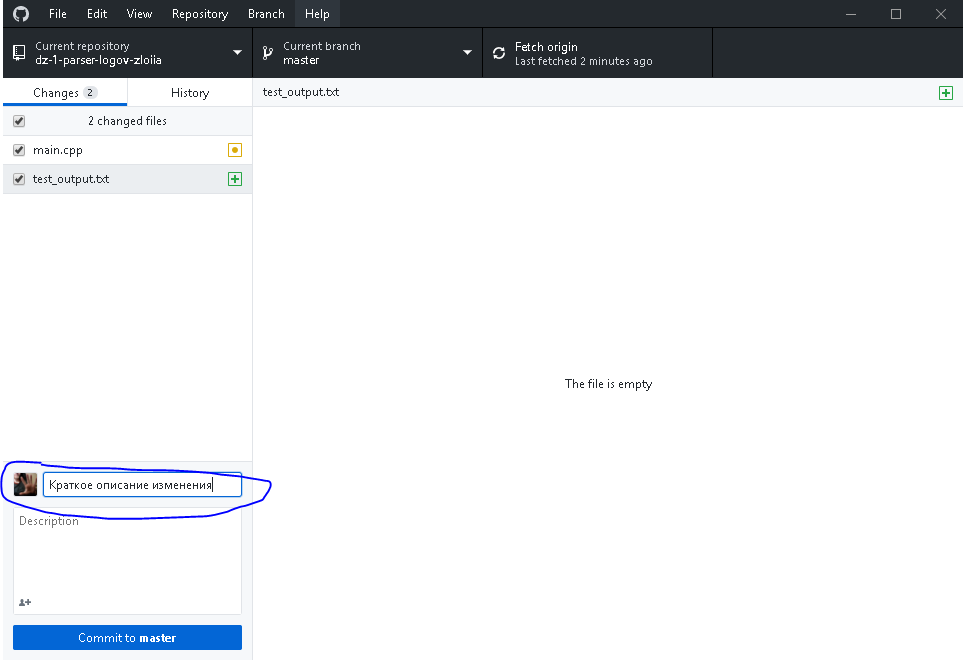 File Edit View Repository Branch Help
Current repository
dz-1-parser-logov-zloiia
Current branch
master
Fetch origin
Last fetched 2 minutes ago
Changes 2
History
test_output.txt
2 changed files
main.cpp
test_output.txt
The file is empty
Краткое описание изменения
Description
Commit to master